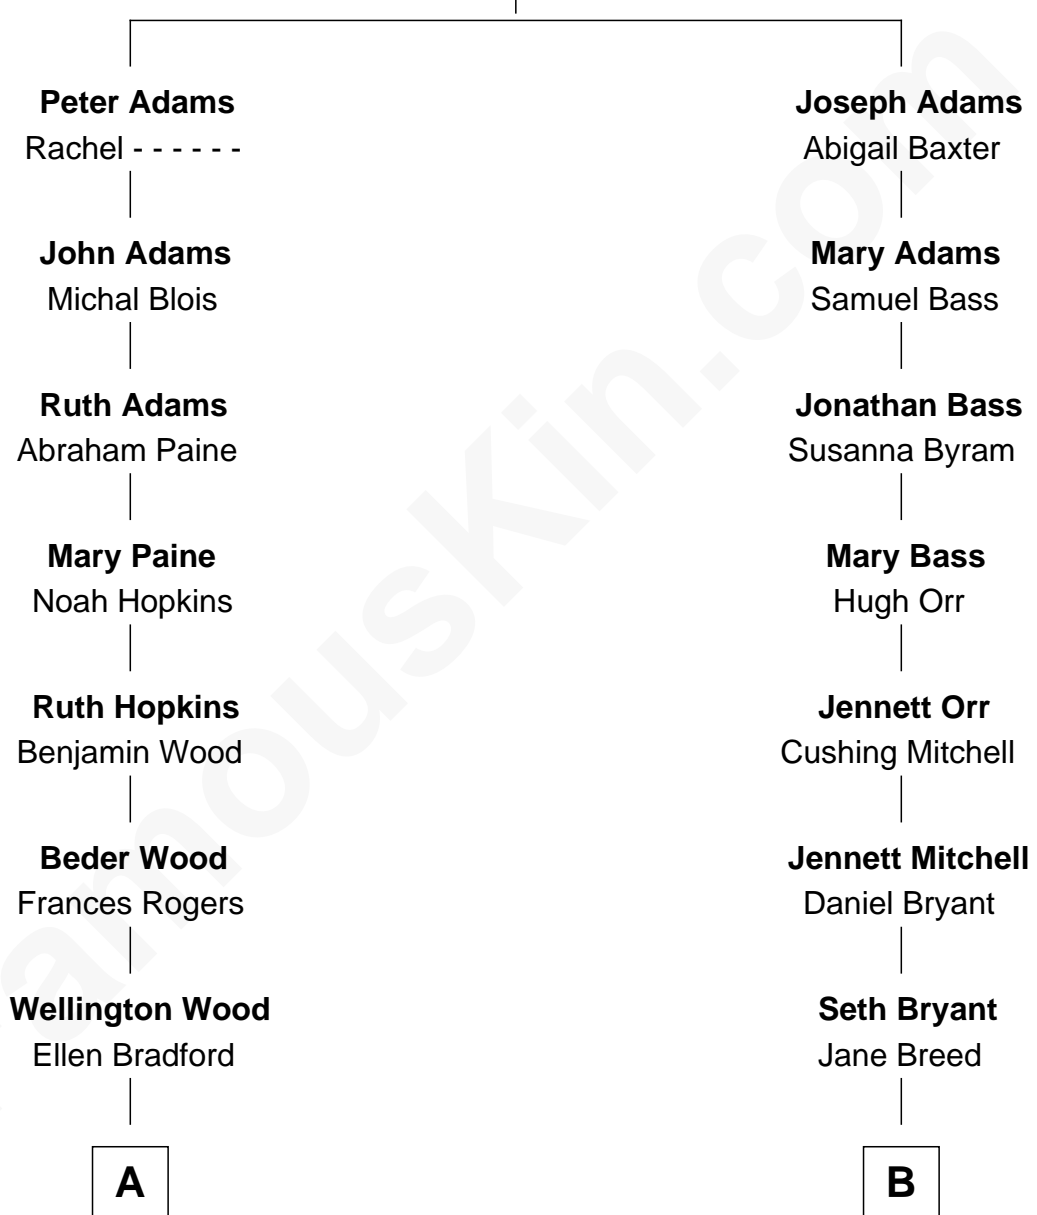 Peter Adams
Rachel - - - - - -
John Adams
Michal Blois
Ruth Adams
Abraham Paine
Mary Paine
Noah Hopkins
Ruth Hopkins
Benjamin Wood
Beder Wood
Frances Rogers
Wellington Wood
Ellen Bradford
A
Joseph Adams
Abigail Baxter
Mary Adams
Samuel Bass
Jonathan Bass
Susanna Byram
Mary Bass
Hugh Orr
Jennett Orr
Cushing Mitchell
Jennett Mitchell
Daniel Bryant
Seth Bryant
Jane Breed
B
amouskin.com